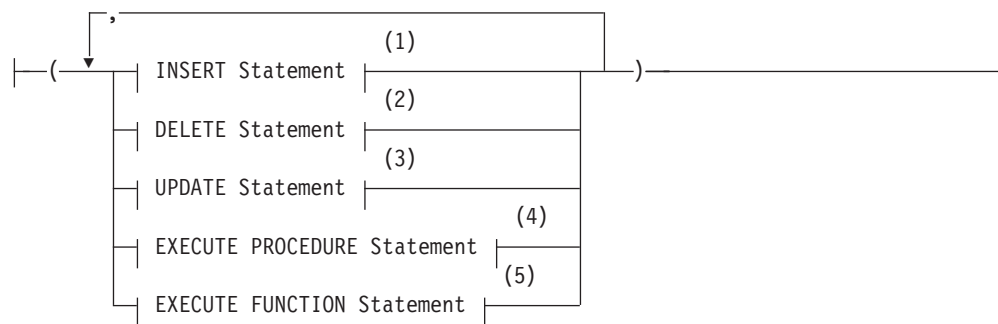 ,
(1)
( INSERT Statement )
(2)
DELETE Statement
(3)
UPDATE Statement
(4)
EXECUTE PROCEDURE Statement
(5)
EXECUTE FUNCTION Statement